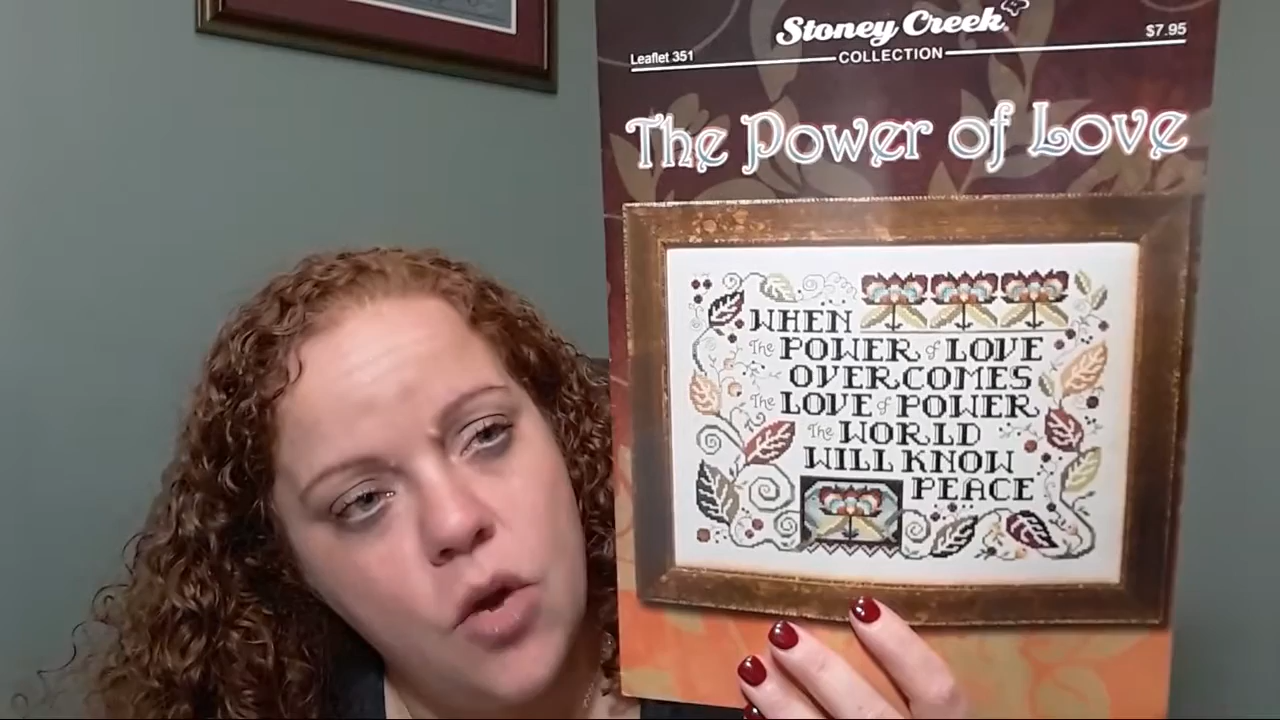 Stoney Creek
Leaflet 351
COLLECTION
$7.95
The Power of Love
WHEN
The POWER of LOVE
OVERCOMES
The LOVE of POWER
The WORLD
WILL KNOW
PEACE